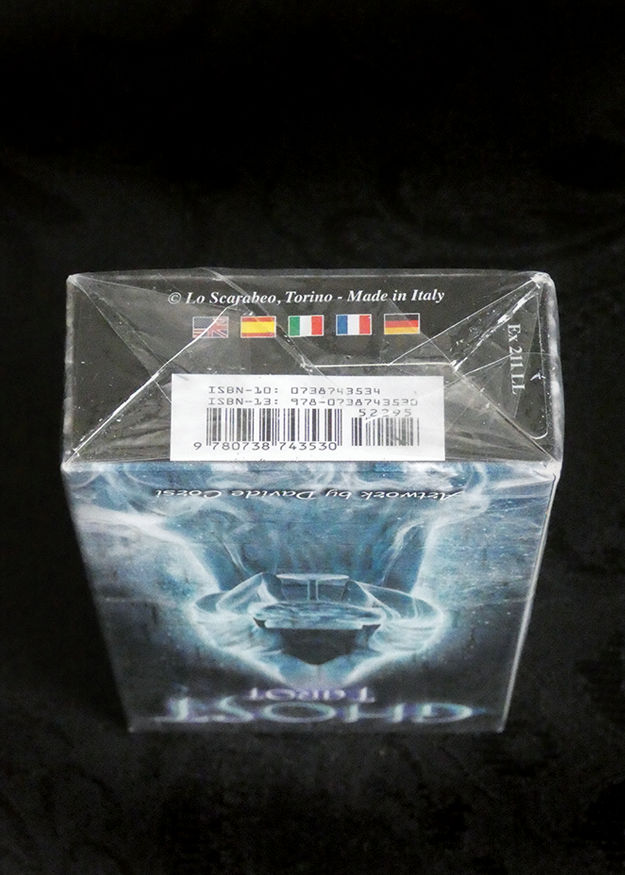 © Lo Scarabeo, Torino - Made in Italy
Ex 211 LL
ISBN-10: 0738743534
ISBN-13: 978-0738743530
52295
9 780738 743530
Artwork by Davide Corsi
TAROT
GHOST